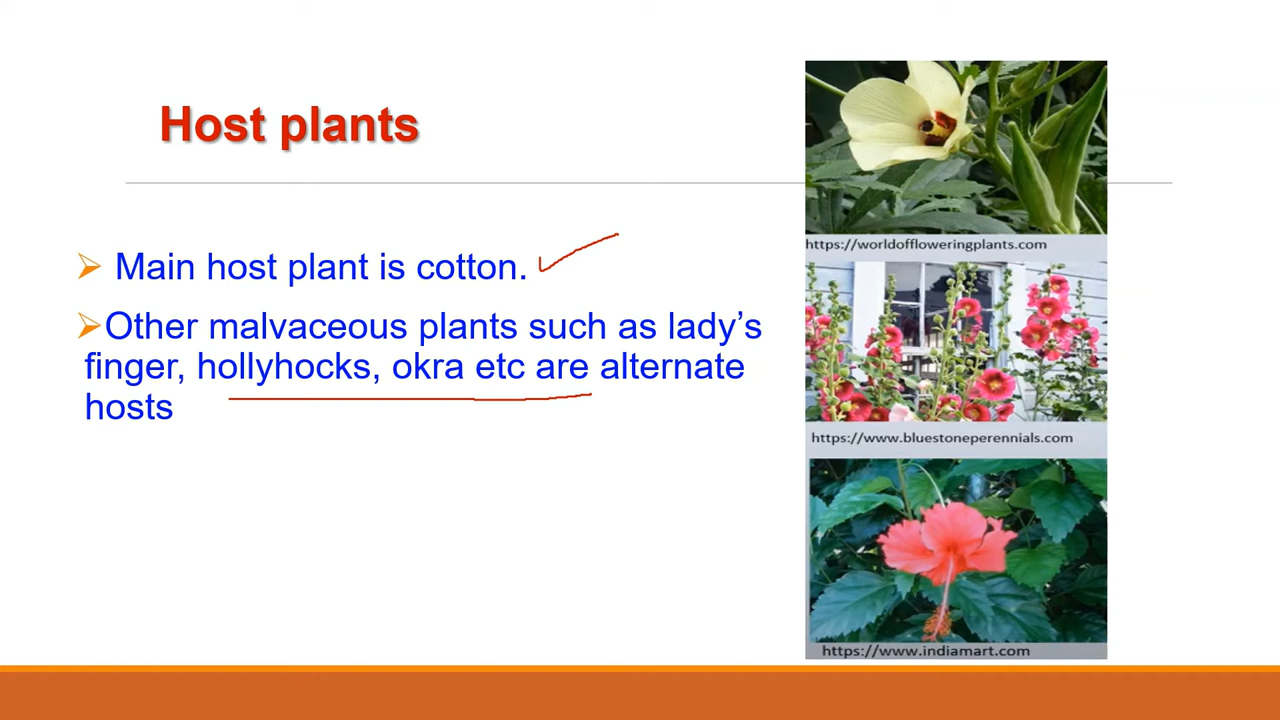 Host plants
Main host plant is cotton.
Other malvaceous plants such as lady’s
finger, hollyhocks, okra etc are alternate
hosts
https://worldoffloweringplants.com
https://www.bluestoneperennials.com
https://www.indiamart.com